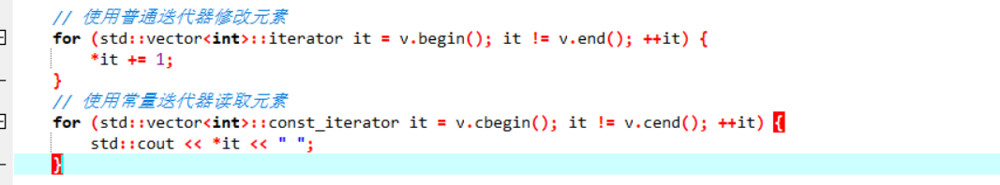 // 使用普通迭代器修改元素
for (std::vector<int>::iterator it = v.begin(); it != v.end(); ++it) {
    *it += 1;
}
// 使用常量迭代器读取元素
for (std::vector<int>::const_iterator it = v.cbegin(); it != v.cend(); ++it) {
    std::cout << *it << " ";
}